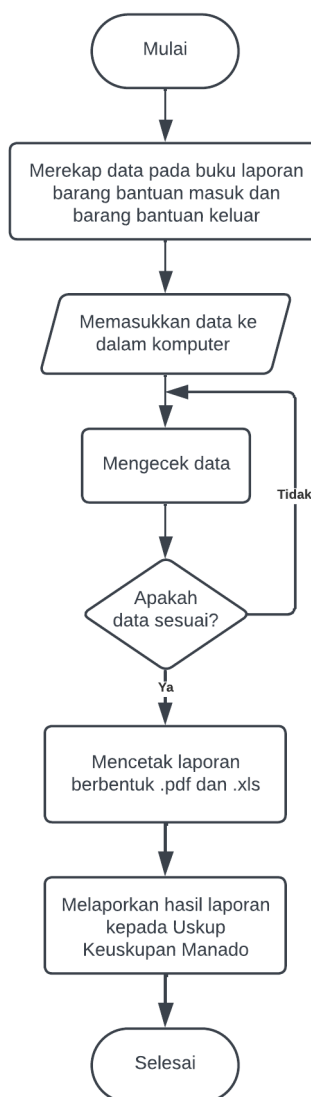 Mulai
Merekap data pada buku laporan
barang bantuan masuk dan
barang bantuan keluar
Memasukkan data ke
dalam komputer
Mengecek data
Tidak
Apakah
data sesuai?
Ya
Mencetak laporan
berbentuk .pdf dan .xls
Melaporkan hasil laporan
kepada Uskup
Keuskupan Manado
Selesai